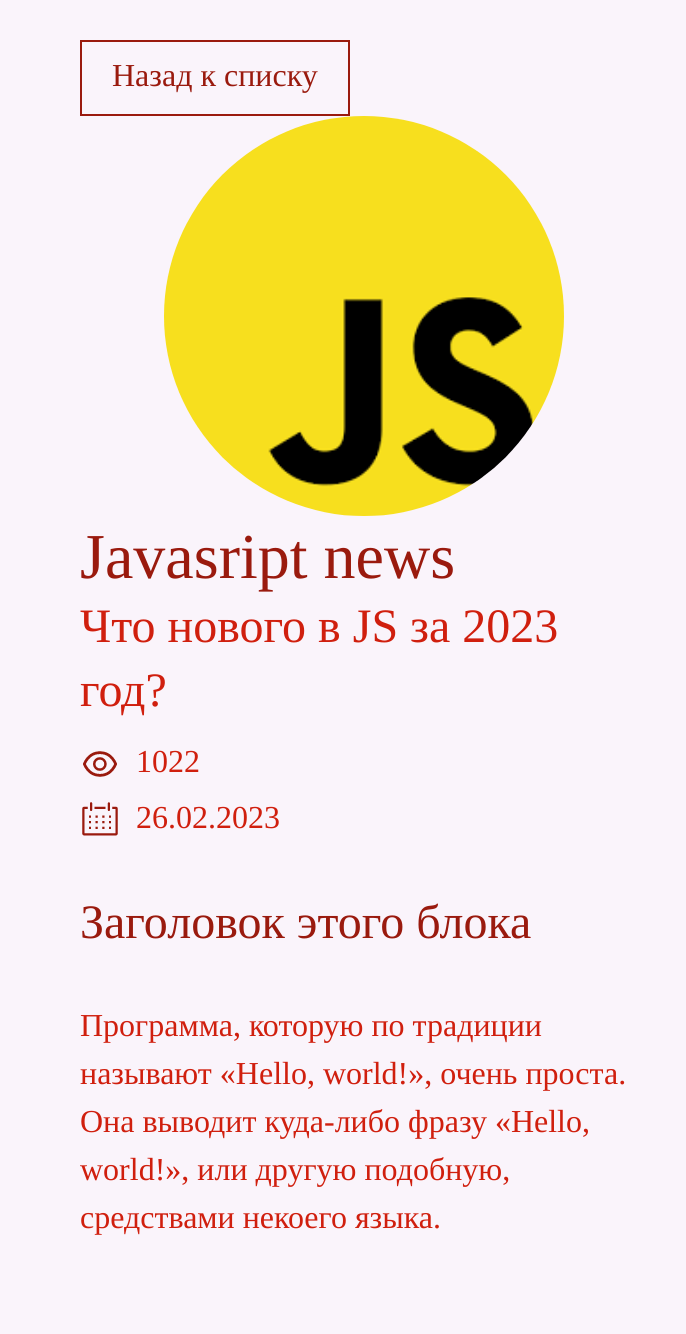 Назад к списку
JS
Javasript news
Что нового в JS за 2023
год?
1022
26.02.2023
Заголовок этого блока
Программа, которую по традиции
называют «Hello, world!», очень проста.
Она выводит куда-либо фразу «Hello,
world!», или другую подобную,
средствами некоего языка.